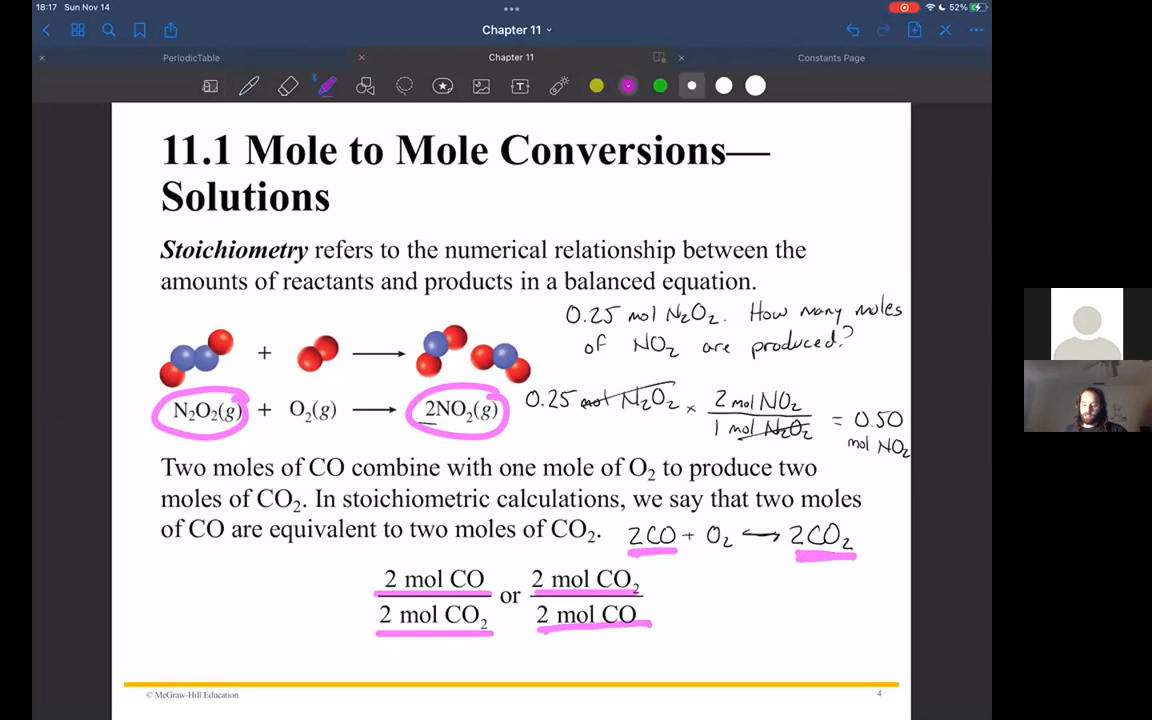 18:17 Sun Nov 14
52%
Chapter 11
PeriodicTable
Chapter 11
Constants Page
11.1 Mole to Mole Conversions—
Solutions
Stoichiometry refers to the numerical relationship between the
amounts of reactants and products in a balanced equation.
0.25 mol N₂O₂. How many moles
of NO₂ are produced?
N₂O₂(g) + O₂(g) ⟶ 2NO₂(g)
0.25 mol N₂O₂ × 2 mol NO₂
1 mol N₂O₂
= 0.50
mol NO₂
Two moles of CO combine with one mole of O₂ to produce two
moles of CO₂. In stoichiometric calculations, we say that two moles
of CO are equivalent to two moles of CO₂.
2CO + O₂ ⟶ 2CO₂
2 mol CO or 2 mol CO₂
2 mol CO₂ 2 mol CO
© McGraw-Hill Education
4